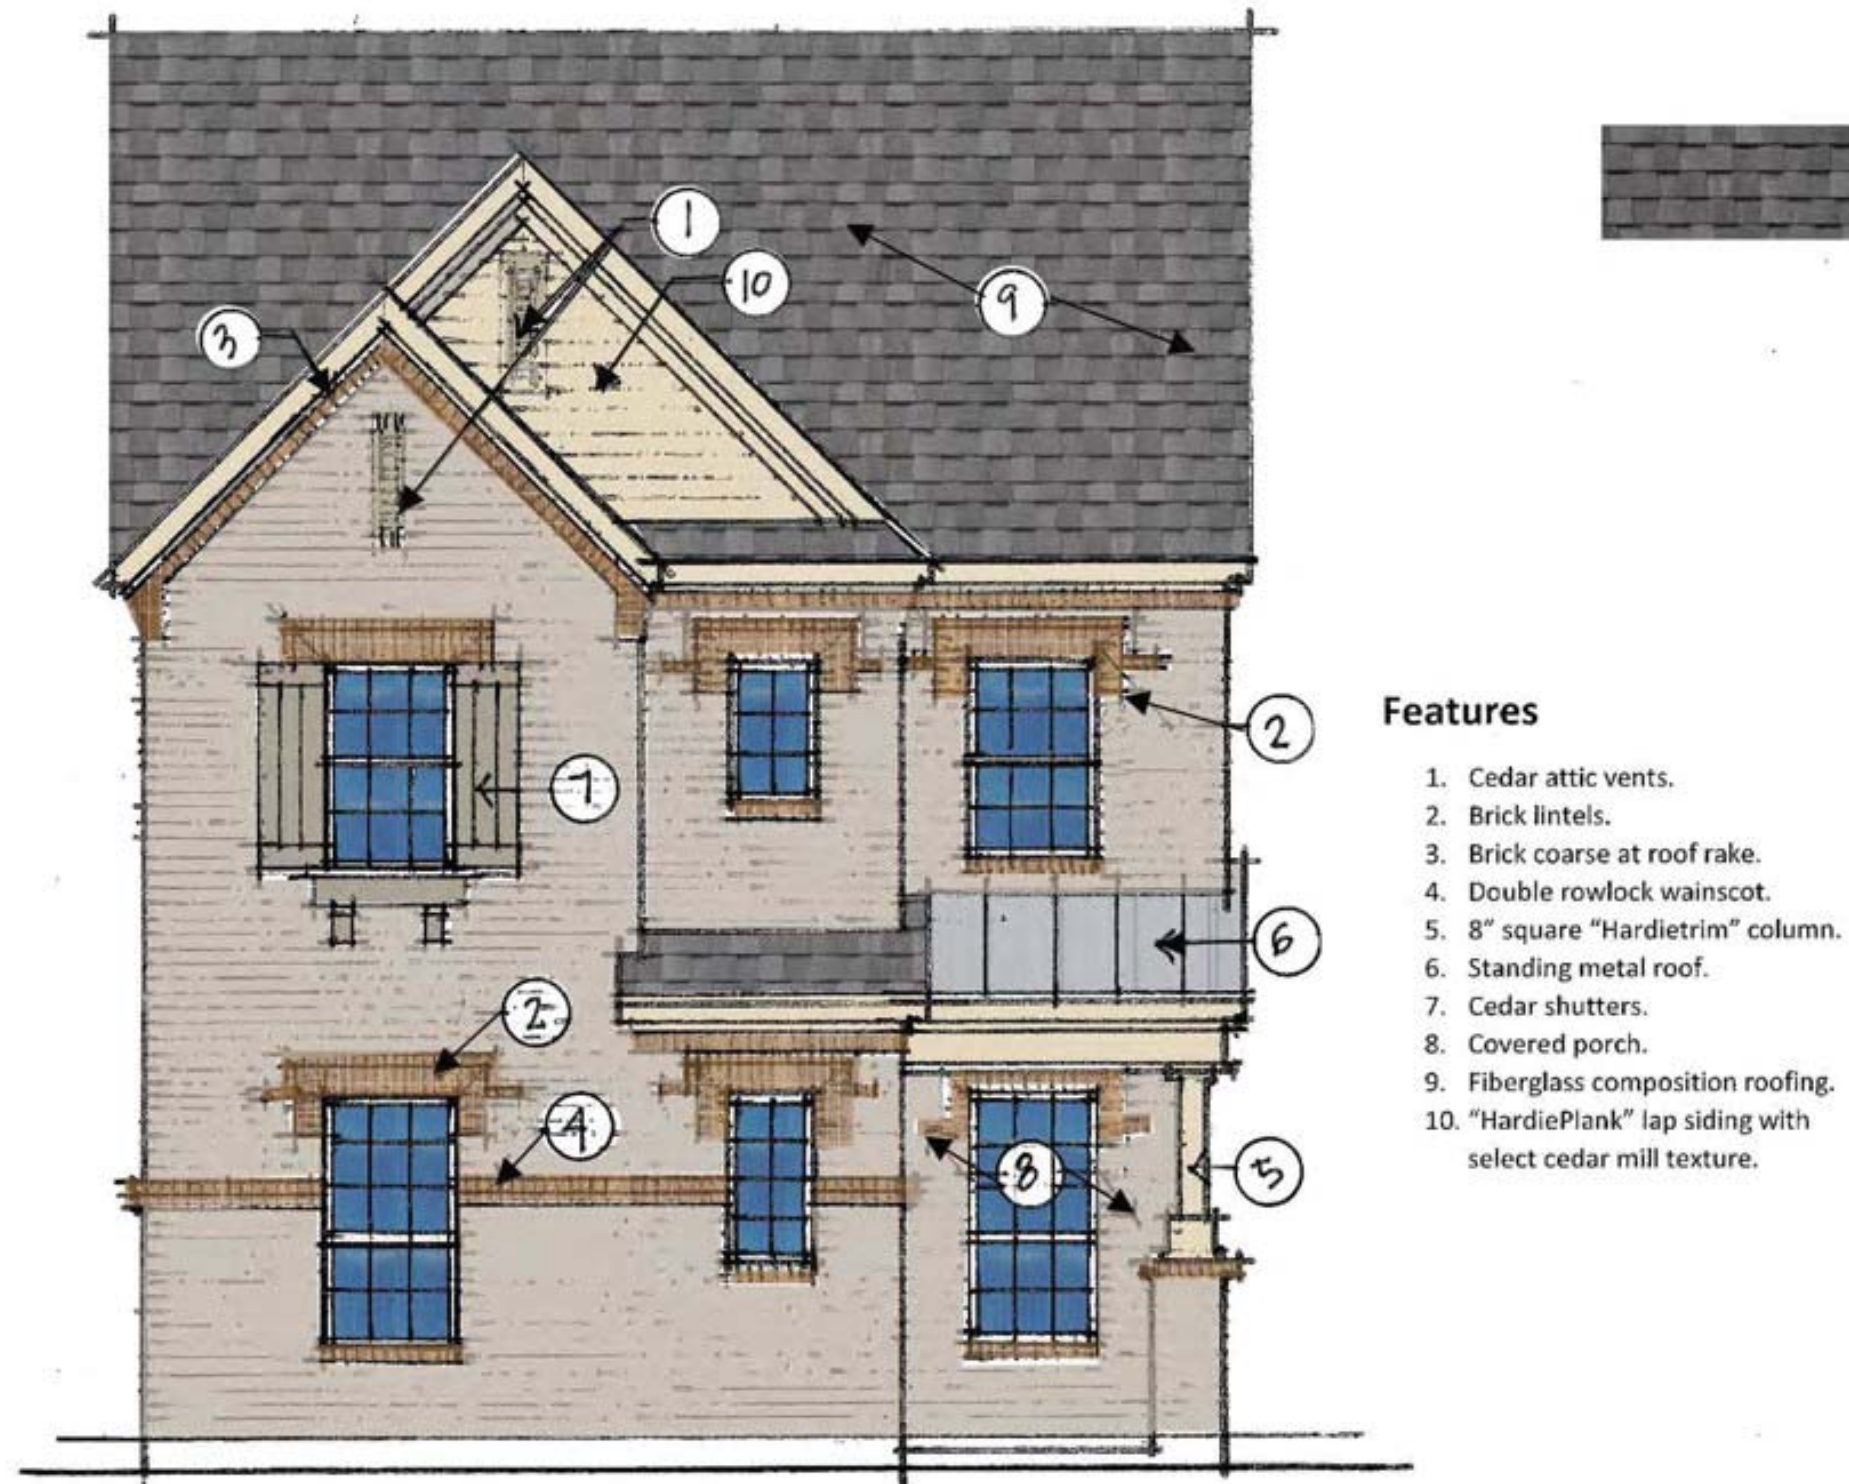 1
10
9
3
2
7
6
2
4
8
5
Features
1. Cedar attic vents.
2. Brick lintels.
3. Brick coarse at roof rake.
4. Double rowlock wainscot.
5. 8” square “Hardietrim” column.
6. Standing metal roof.
7. Cedar shutters.
8. Covered porch.
9. Fiberglass composition roofing.
10. “HardiePlank” lap siding with
select cedar mill texture.